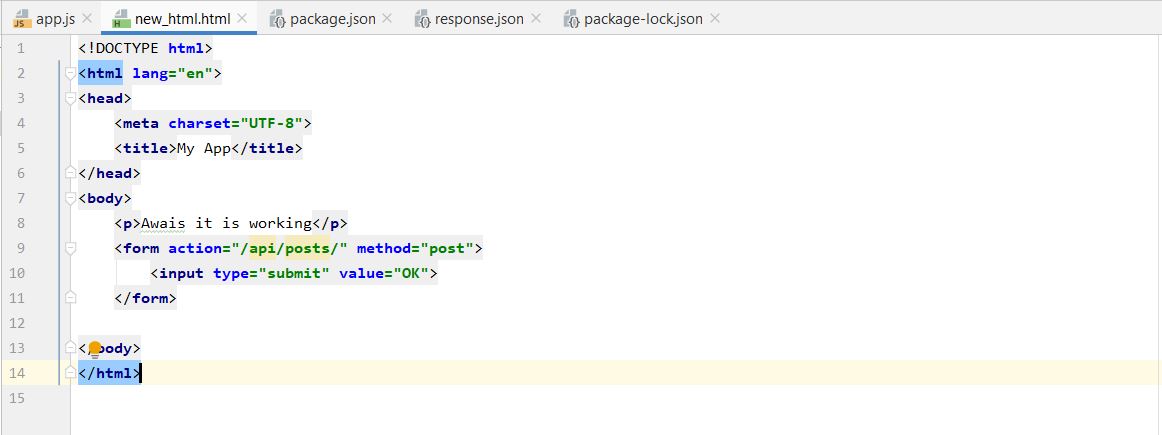 app.js new_html.html package.json response.json package-lock.json
1 <!DOCTYPE html>
2 <html lang="en">
3 <head>
4 <meta charset="UTF-8">
5 <title>My App</title>
6 </head>
7 <body>
8 <p>Awais it is working</p>
9 <form action="/api/posts/" method="post">
10 <input type="submit" value="OK">
11 </form>
12
13 </body>
14 </html>
15